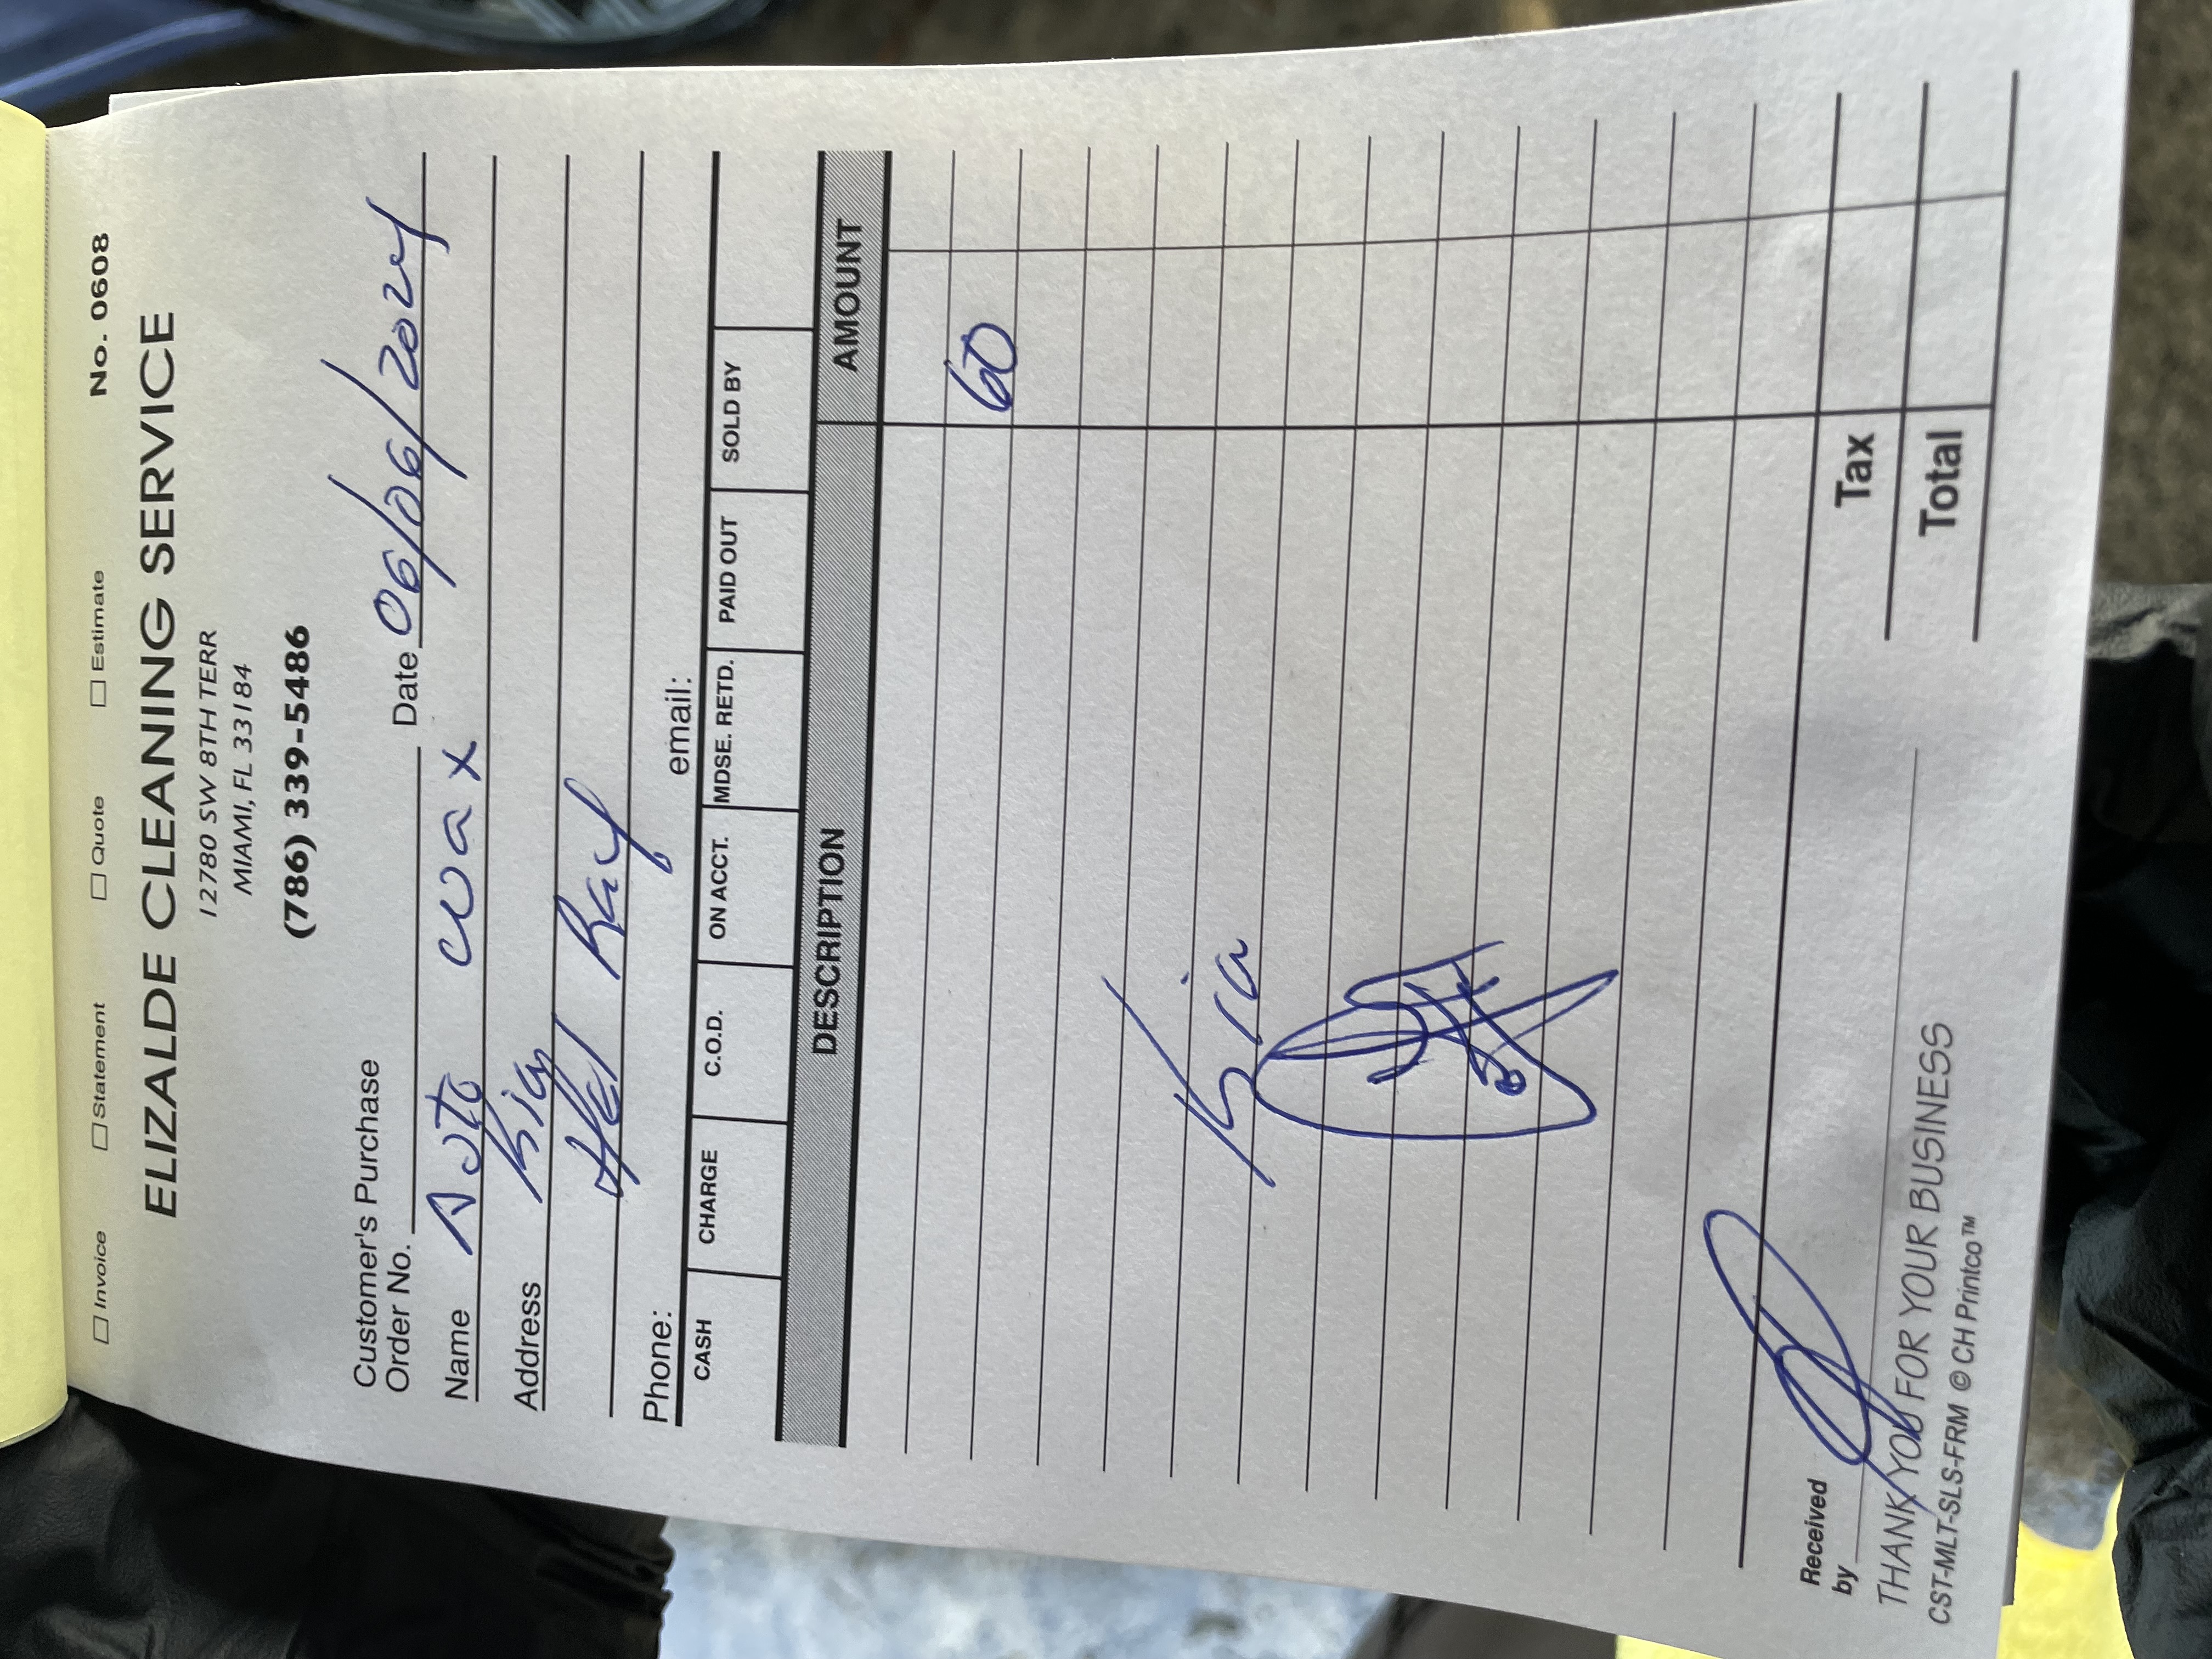 ☐ Invoice ☐ Statement ☐ Quote ☐ Estimate No. 0608
ELIZALDE CLEANING SERVICE
12780 SW 8TH TERR
MIAMI, FL 33184
(786) 339-5486
Customer's Purchase
Order No. Date 06/06/2024
Name Auto wax
Address Kia
Phone: email:
CASH CHARGE C.O.D. ON ACCT. MDSE. RETD. PAID OUT SOLD BY
DESCRIPTION AMOUNT
60
Kia
Tax
Received
by
Total
THANK YOU FOR YOUR BUSINESS
CST-MLT-SLS-FRM © CH Printco™